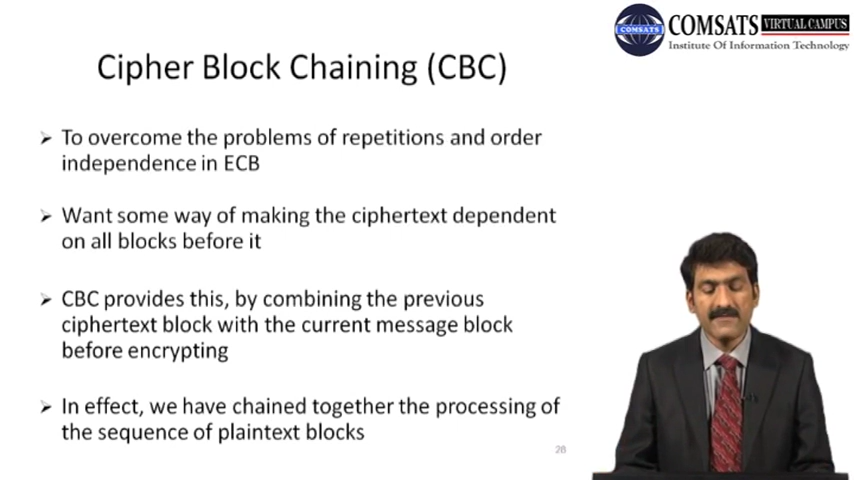 COMSATS
COMSATS VIRTUAL CAMPUS
Institute Of Information Technology
Cipher Block Chaining (CBC)
➢ To overcome the problems of repetitions and order
independence in ECB
➢ Want some way of making the ciphertext dependent
on all blocks before it
➢ CBC provides this, by combining the previous
ciphertext block with the current message block
before encrypting
➢ In effect, we have chained together the processing of
the sequence of plaintext blocks
28